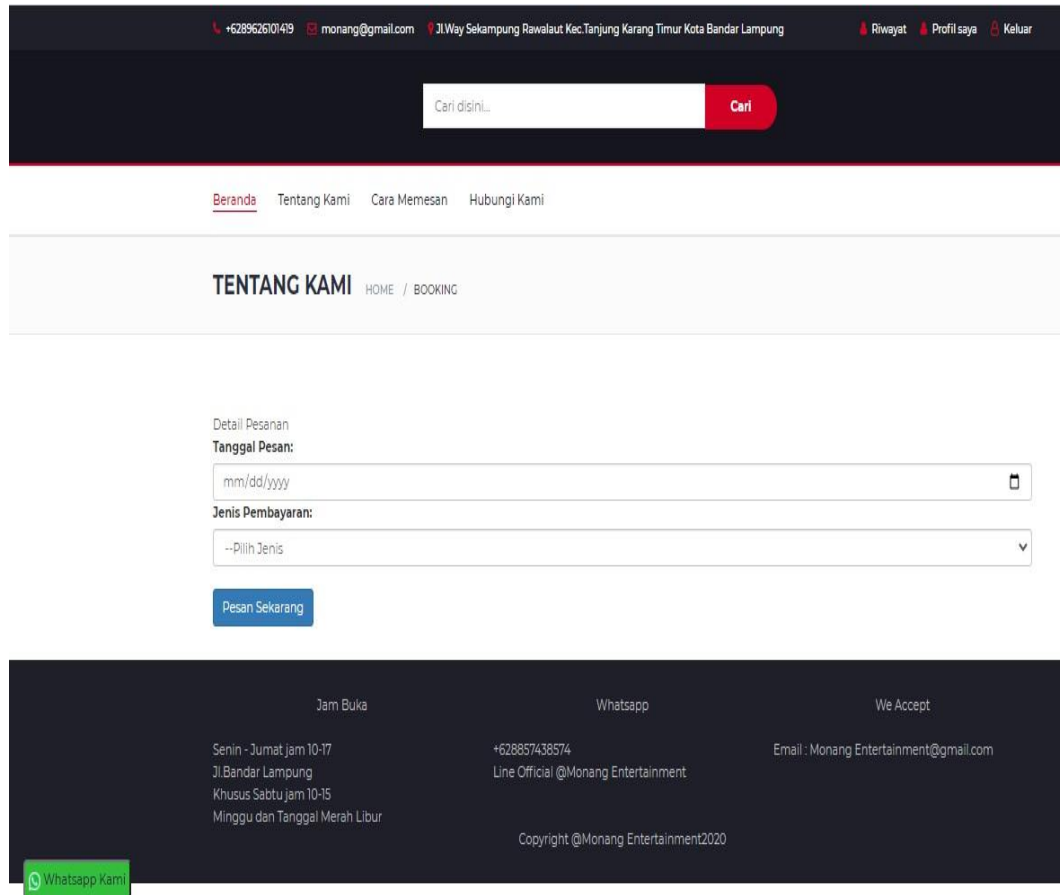 +6289626101419 monang@gmail.com Jl.Way Sekampung Rawalaut Kec.Tanjung Karang Timur Kota Bandar Lampung Riwayat Profil saya Keluar
Cari disini... Cari
Beranda Tentang Kami Cara Memesan Hubungi Kami
TENTANG KAMI HOME / BOOKING
Detail Pesanan
Tanggal Pesan:
mm/dd/yyyy
Jenis Pembayaran:
--Pilih Jenis
Pesan Sekarang
Jam Buka
Senin - Jumat jam 10-17
Jl.Bandar Lampung
Khusus Sabtu jam 10-15
Minggu dan Tanggal Merah Libur
Whatsapp
+628857438574
Line Official @Monang Entertainment
We Accept
Email : Monang Entertainment@gmail.com
Copyright @Monang Entertainment2020
Whatsapp Kami